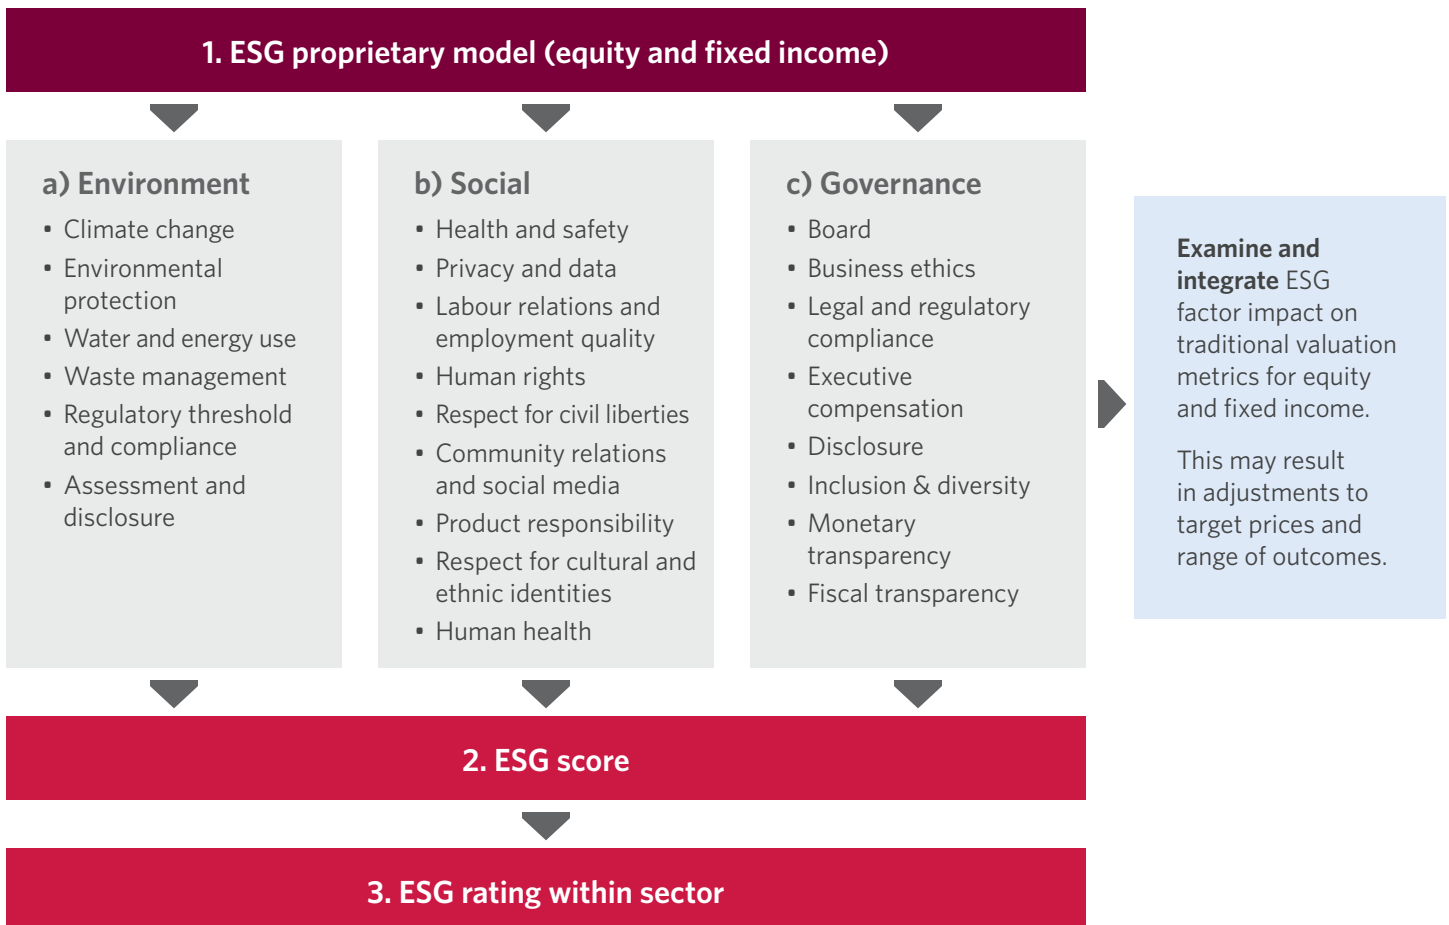 1. ESG proprietary model (equity and fixed income)
a) Environment
• Climate change
• Environmental
protection
• Water and energy use
• Waste management
• Regulatory threshold
and compliance
• Assessment and
disclosure
b) Social
• Health and safety
• Privacy and data
• Labour relations and
employment quality
• Human rights
• Respect for civil liberties
• Community relations
and social media
• Product responsibility
• Respect for cultural and
ethnic identities
• Human health
c) Governance
• Board
• Business ethics
• Legal and regulatory
compliance
• Executive
compensation
• Disclosure
• Inclusion & diversity
• Monetary
transparency
• Fiscal transparency
Examine and
integrate ESG
factor impact on
traditional valuation
metrics for equity
and fixed income.
This may result
in adjustments to
target prices and
range of outcomes.
2. ESG score
3. ESG rating within sector